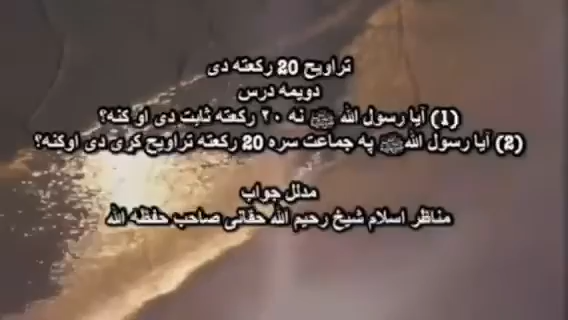 تراویح 20 رکعته دی
دویمه درس
(1) آیا رسول الله ﷺ نه ۲۰ رکعته ثابت دی او کنه؟
(2) آیا رسول الله ﷺ په جماعت سره 20 رکعته تراویح کړی دی اوکنه؟
مدلل جواب
مناظر اسلام شیخ رحیم الله حقانی صاحب حفظه الله